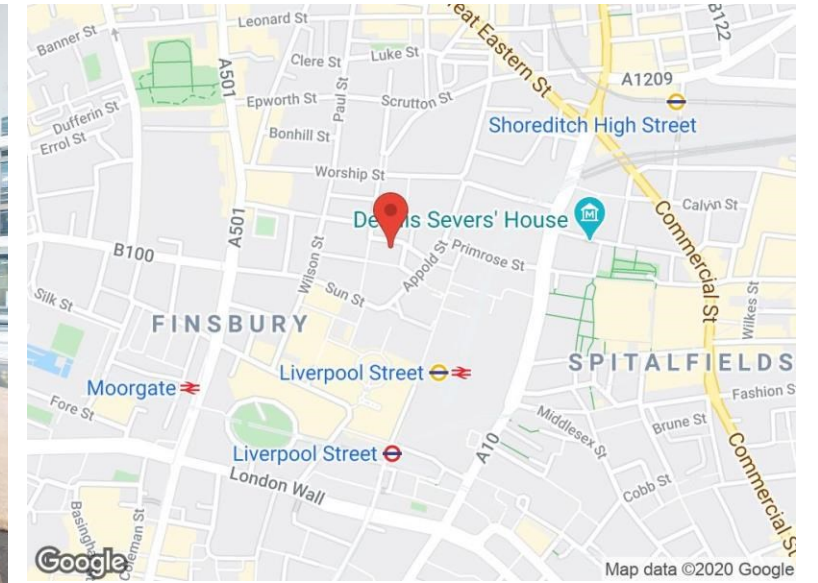 Leonard St
Great Eastern St
B122
Banner St
A501
Clere St
Luke St
Paul St
A1209
Epworth St
Scrutton St
Dufferin St
Errol St
Bonhill St
Shoreditch High Street
Worship St
Calvin St
Dennis Severs' House
A501
B100
Wilson St
Appold St
Primrose St
Commercial St
Silk St
Sun St
Wilkes St
FINSBURY
SPITALFIELDS
Liverpool Street
Moorgate
Fashion S
Fore St
Middlesex St
Brune St
Liverpool Street
A10
London Wall
Commercial St
Cobb St
Basingha
Coleman St
Google
Map data ©2020 Google